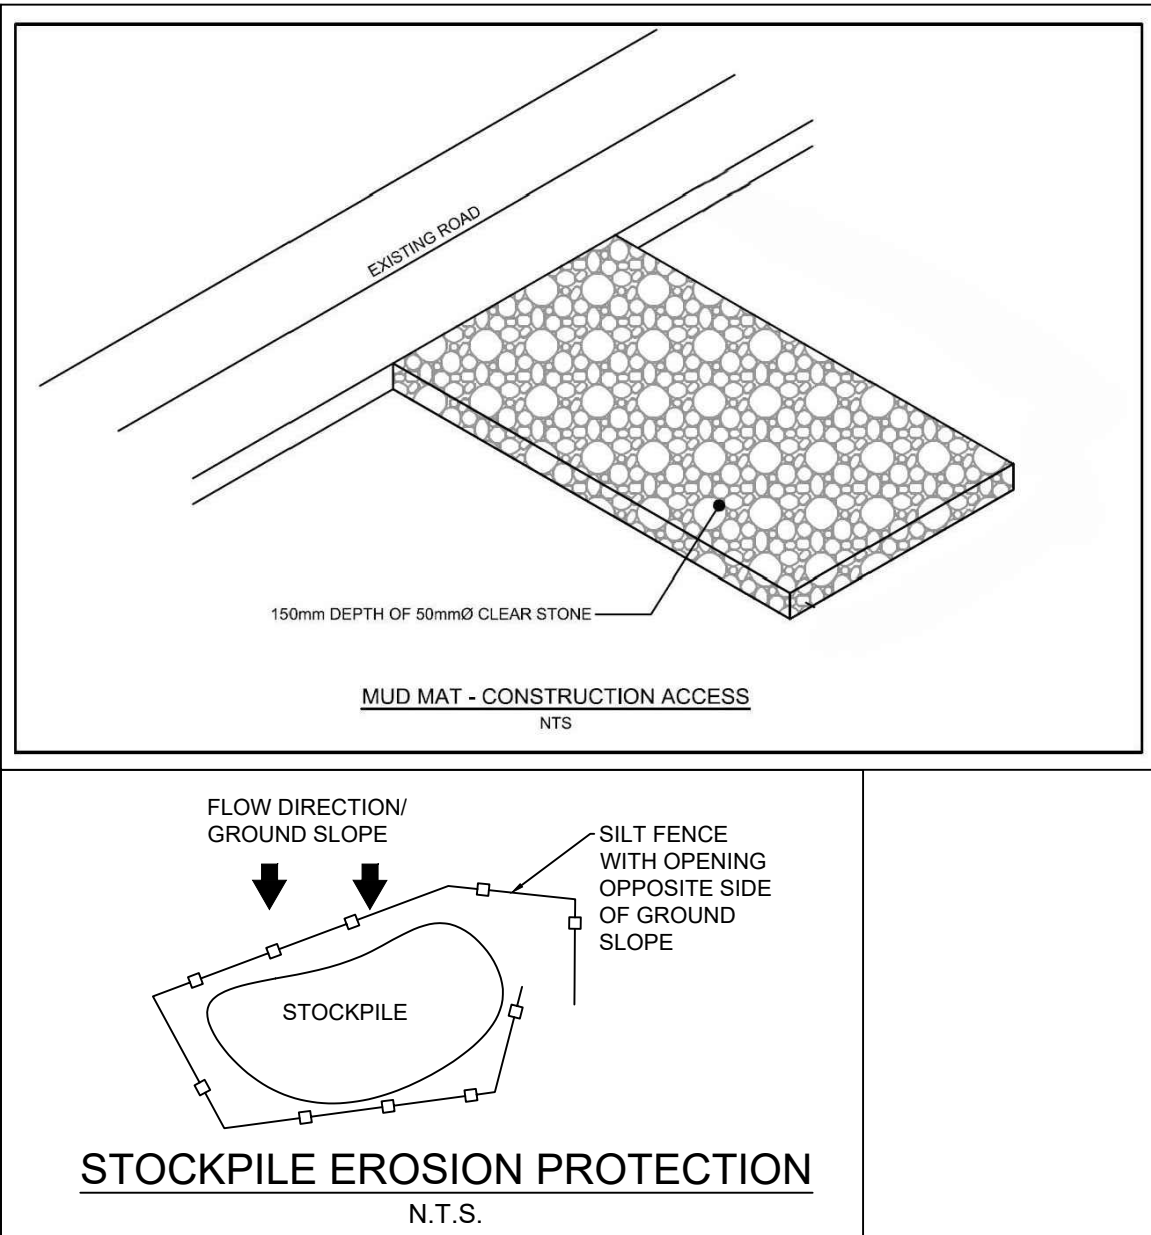 EXISTING ROAD
150mm DEPTH OF 50mmØ CLEAR STONE
MUD MAT - CONSTRUCTION ACCESS
NTS
FLOW DIRECTION/
GROUND SLOPE
SILT FENCE
WITH OPENING
OPPOSITE SIDE
OF GROUND
SLOPE
STOCKPILE
STOCKPILE EROSION PROTECTION
N.T.S.